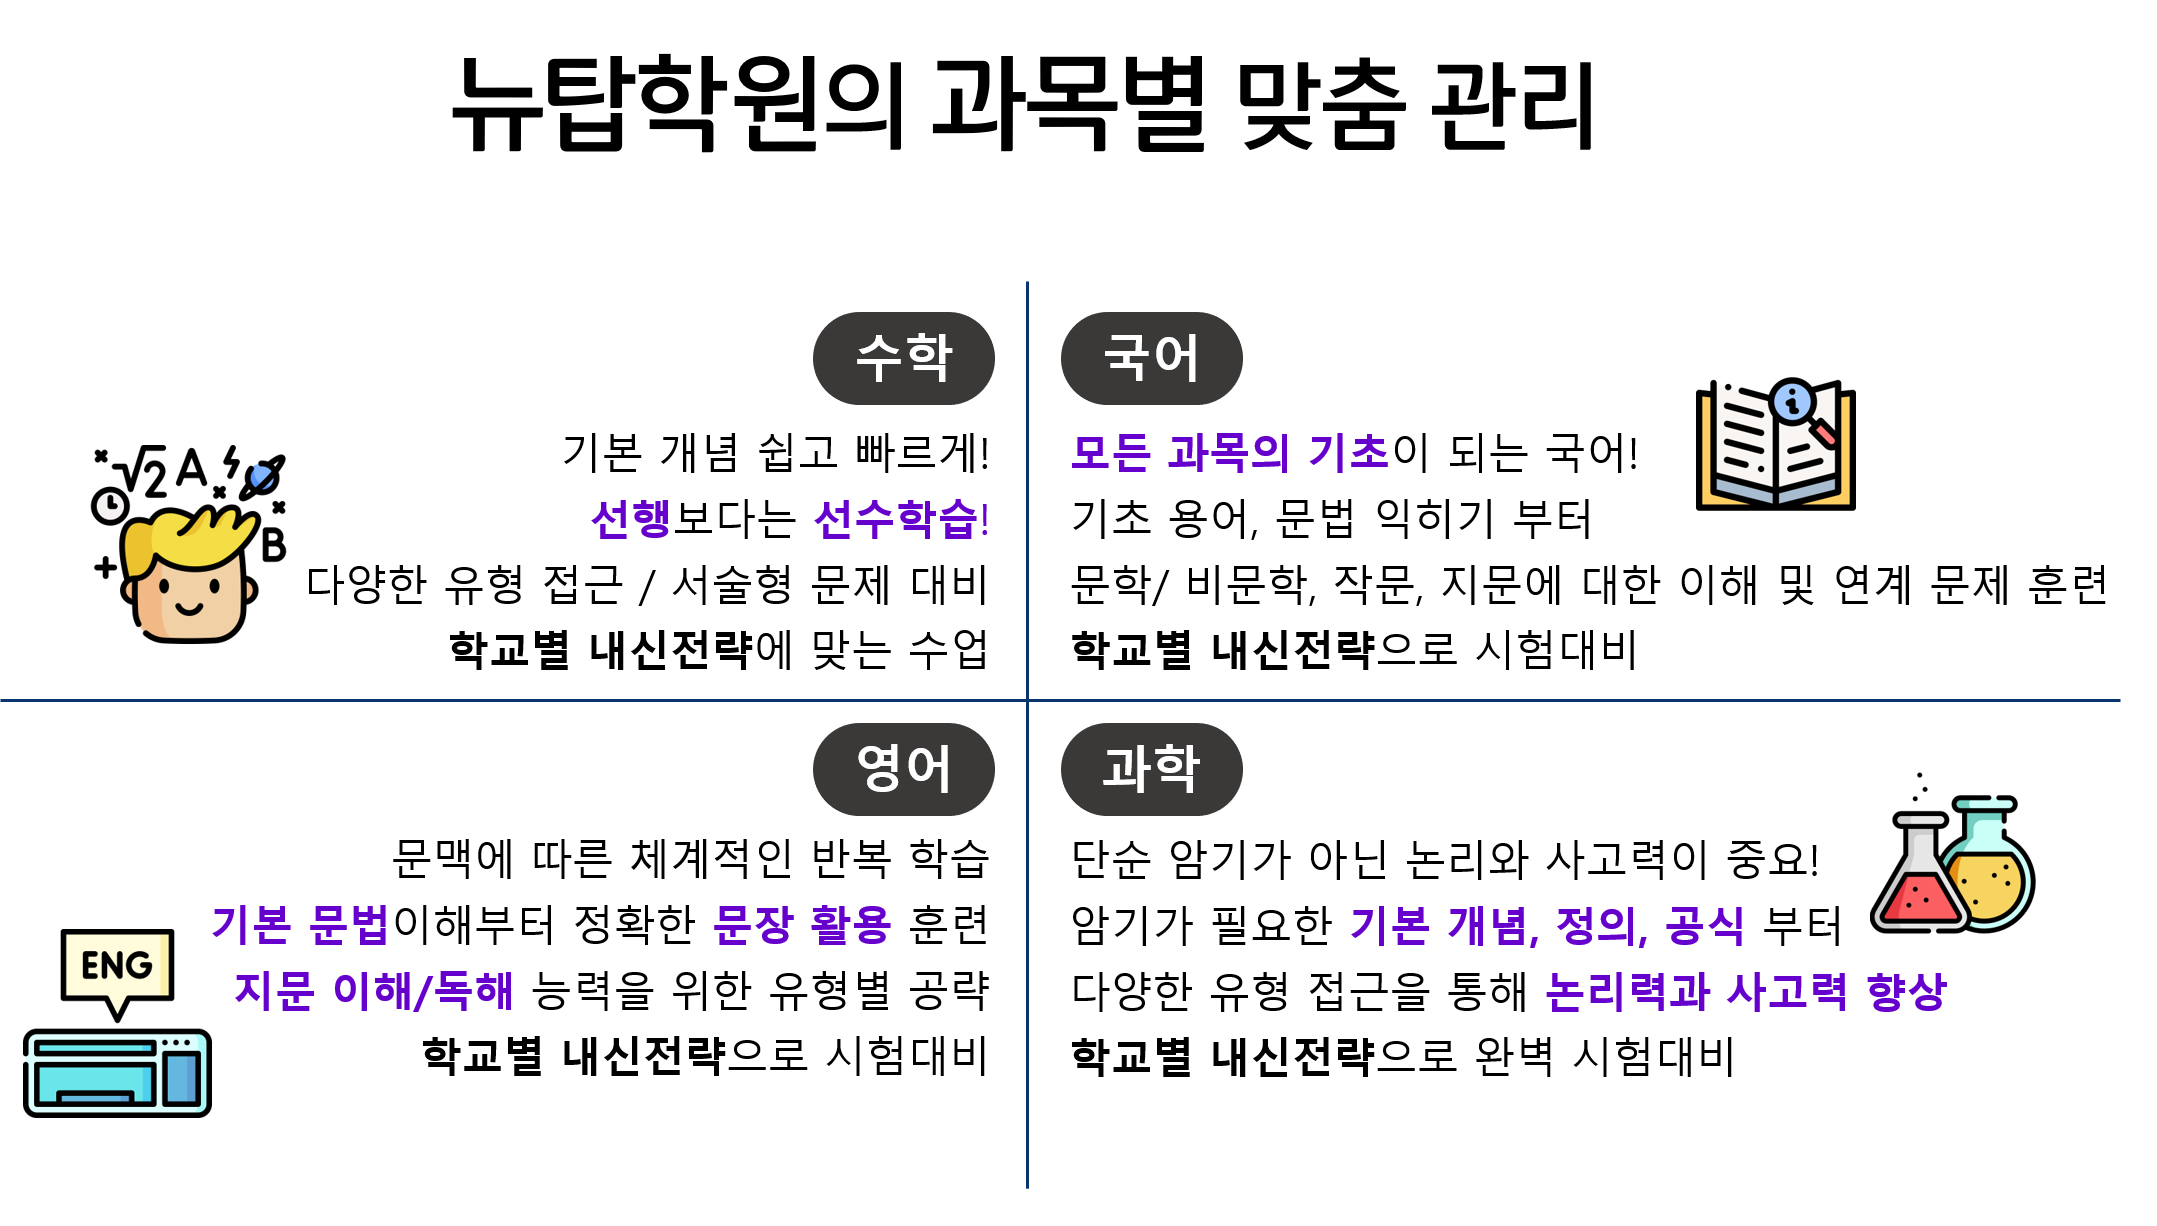 뉴탑학원의 과목별 맞춤 관리
수학
기본 개념 쉽고 빠르게!
선행보다는 선수학습!
다양한 유형 접근 / 서술형 문제 대비
학교별 내신전략에 맞는 수업
√2 A
B
국어
모든 과목의 기초이 되는 국어!
기초 용어, 문법 익히기 부터
문학/ 비문학, 작문, 지문에 대한 이해 및 연계 문제 훈련
학교별 내신전략으로 시험대비
i
영어
문맥에 따른 체계적인 반복 학습
기본 문법이해부터 정확한 문장 활용 훈련
지문 이해/독해 능력을 위한 유형별 공략
학교별 내신전략으로 시험대비
ENG
과학
단순 암기가 아닌 논리와 사고력이 중요!
암기가 필요한 기본 개념, 정의, 공식 부터
다양한 유형 접근을 통해 논리력과 사고력 향상
학교별 내신전략으로 완벽 시험대비